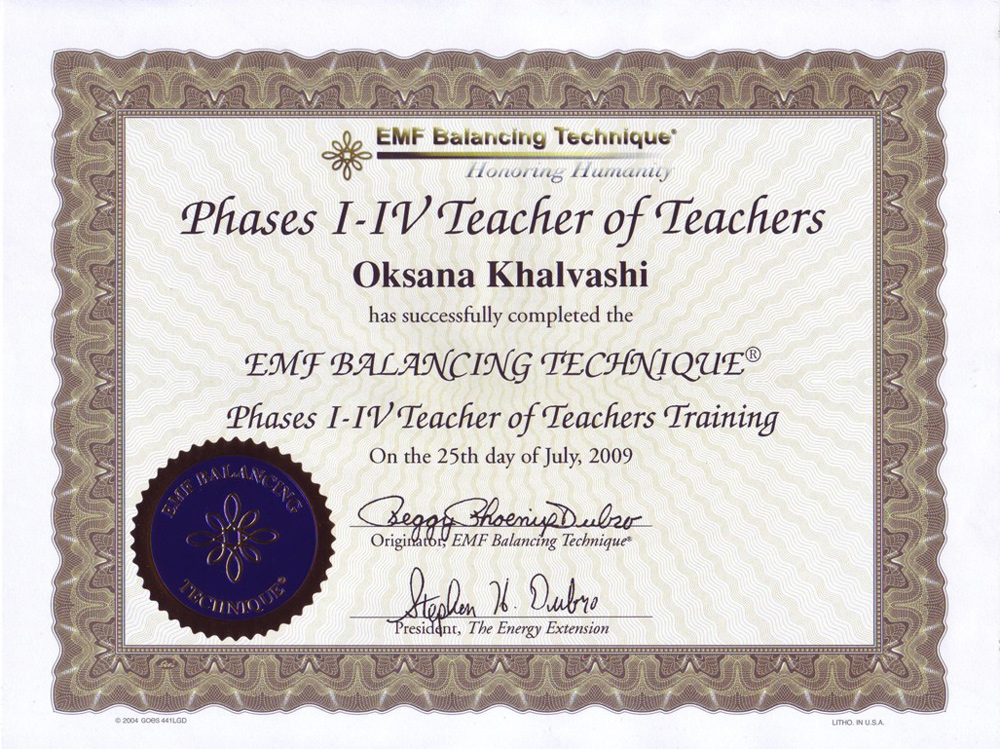 EMF Balancing Technique®
Honoring Humanity
Phases I-IV Teacher of Teachers
Oksana Khalvashi
has successfully completed the
EMF BALANCING TECHNIQUE®
Phases I-IV Teacher of Teachers Training
On the 25th day of July, 2009
EMF BALANCING
TECHNIQUE®
Peggy Phoenix Dubro
Originator, EMF Balancing Technique®
Stephen H. Dubro
President, The Energy Extension
© 2004 GOES 441LGD
LITHO. IN U.S.A.